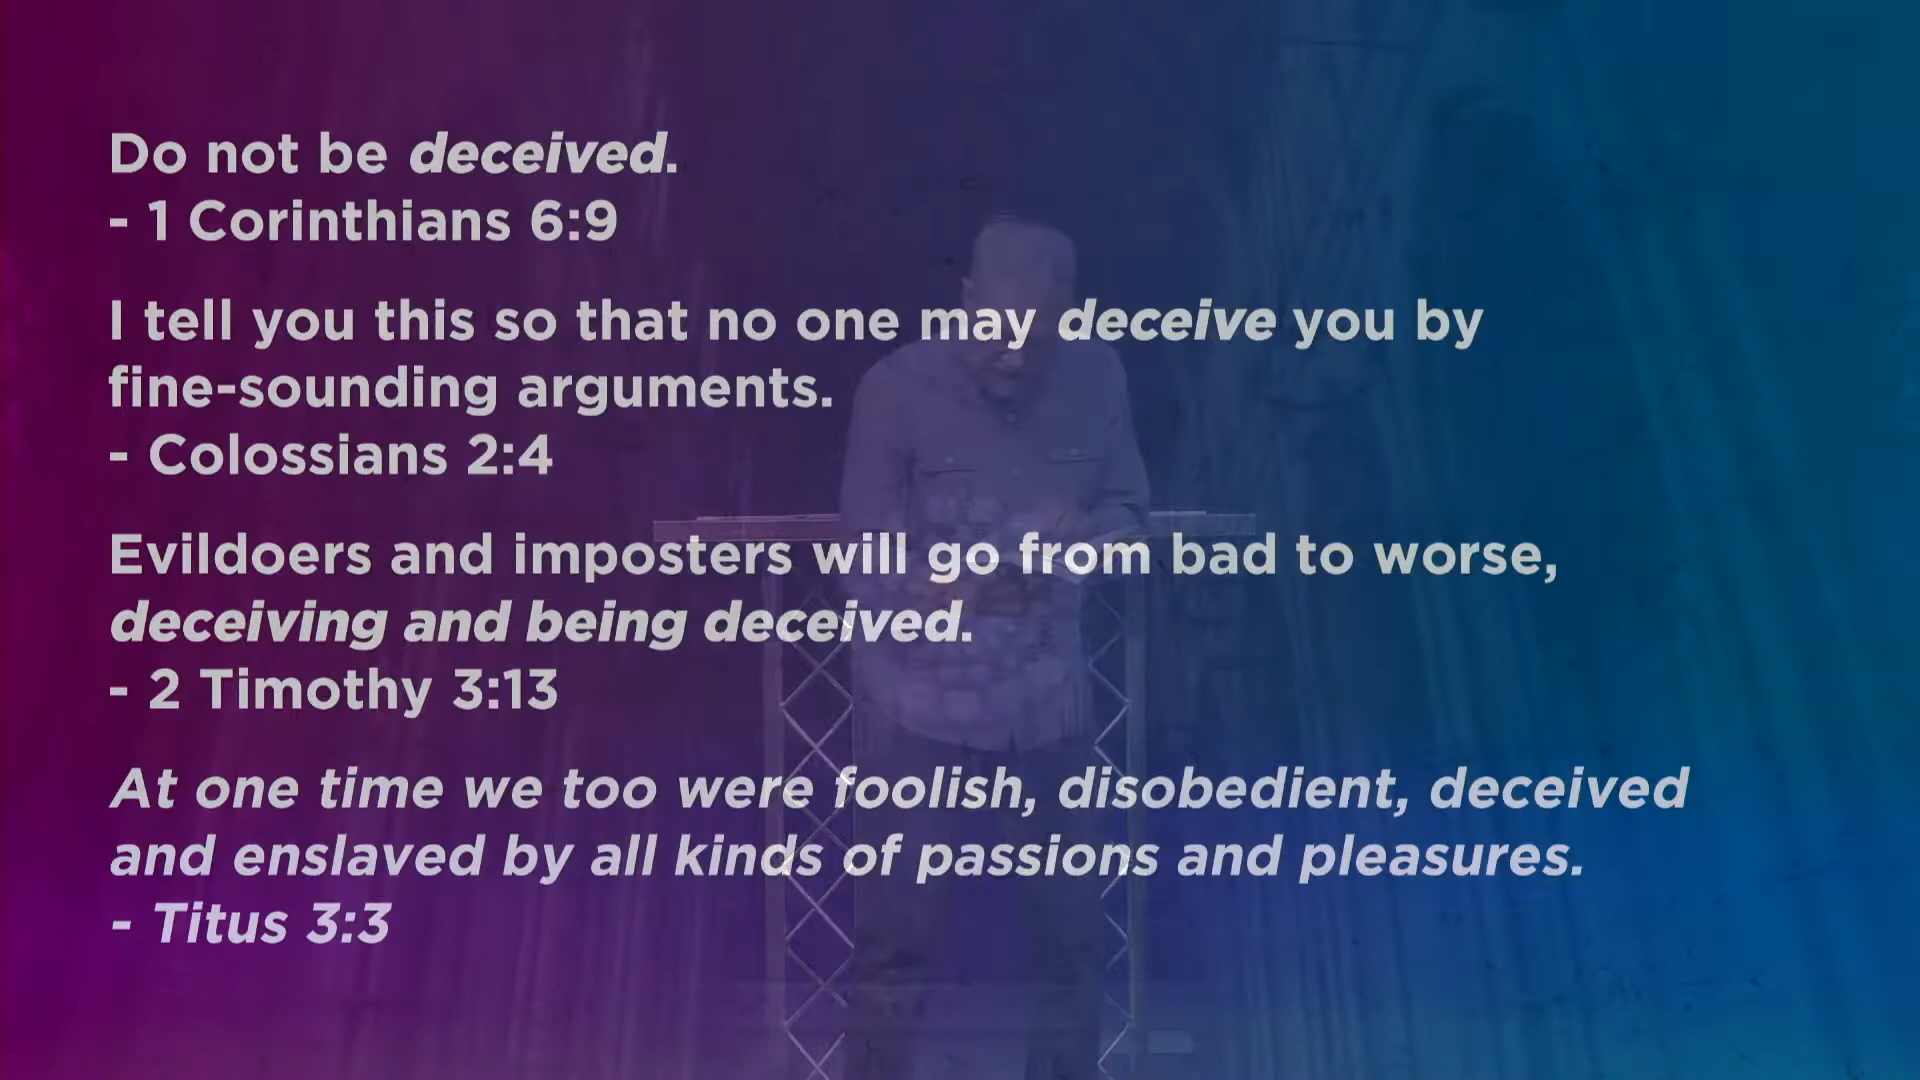 Do not be deceived.
- 1 Corinthians 6:9
I tell you this so that no one may deceive you by
fine-sounding arguments.
- Colossians 2:4
Evildoers and imposters will go from bad to worse,
deceiving and being deceived.
- 2 Timothy 3:13
At one time we too were foolish, disobedient, deceived
and enslaved by all kinds of passions and pleasures.
- Titus 3:3